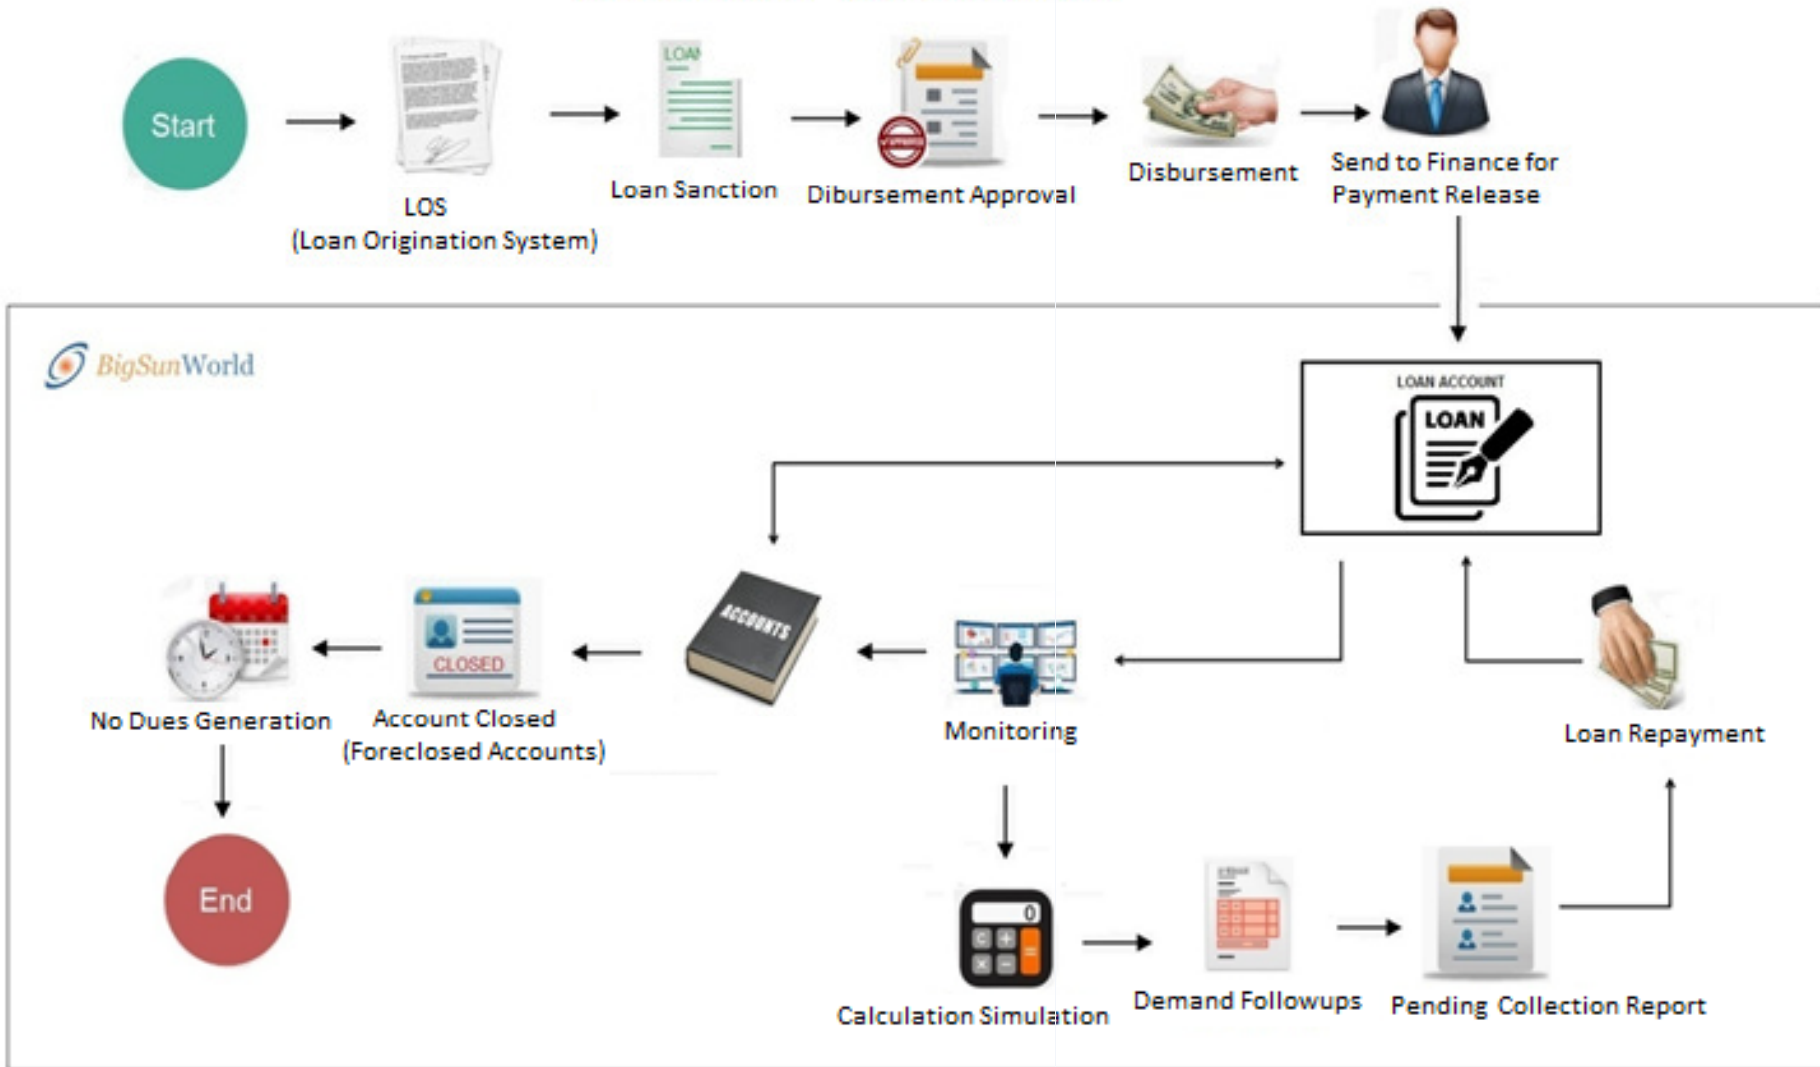 Start
LOS
(Loan Origination System)
LOAN
Loan Sanction
Dibursement Approval
Disbursement
Send to Finance for
Payment Release
BigSunWorld
LOAN ACCOUNT
LOAN
ACCOUNTS
CLOSED
No Dues Generation
Account Closed
(Foreclosed Accounts)
Monitoring
Loan Repayment
End
0
C +
= 
x −
Calculation Simulation
Demand Followups
Pending Collection Report